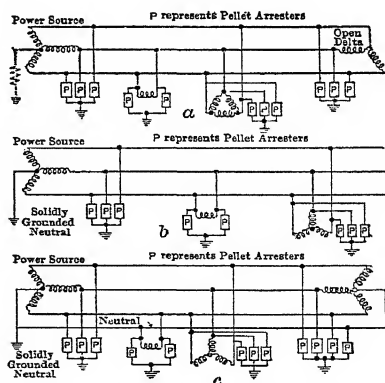 P represents Pellet Arresters
Power Source
Open
Delta
P P P
P P
P P P
P P P
a
Power Source
P represents Pellet Arresters
P P P
P P
P P P
Solidly
Grounded
Neutral
b
Power Source
P represents Pellet Arresters
Neutral
P P P
P P
P P P
P P P P
Solidly
Grounded
Neutral
c